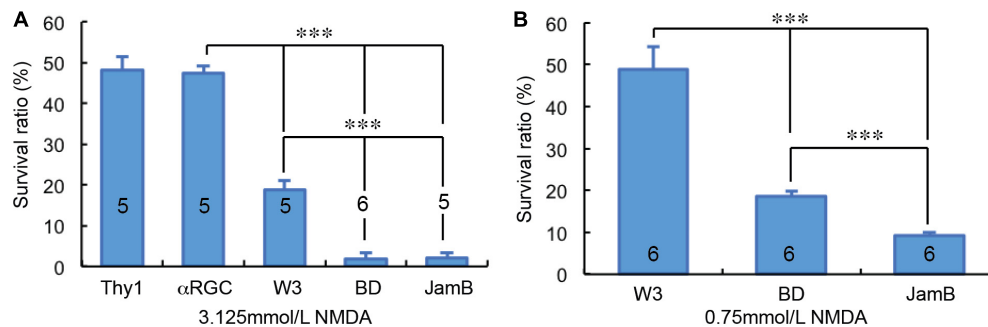 A
B
Survival ratio (%)
60
50
40
30
20
10
0
***
***
5
5
5
6
5
Thy1
αRGC
W3
BD
JamB
3.125mmol/L NMDA
Survival ratio (%)
60
50
40
30
20
10
0
***
***
6
6
6
W3
BD
JamB
0.75mmol/L NMDA